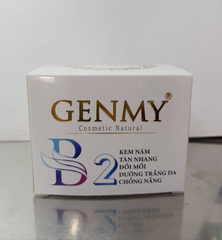 GENMY®
Cosmetic Natural
B2
KEM NÁM
TÀN NHANG
ĐỒI MỒI
DƯỠNG TRẮNG DA
CHỐNG NẮNG